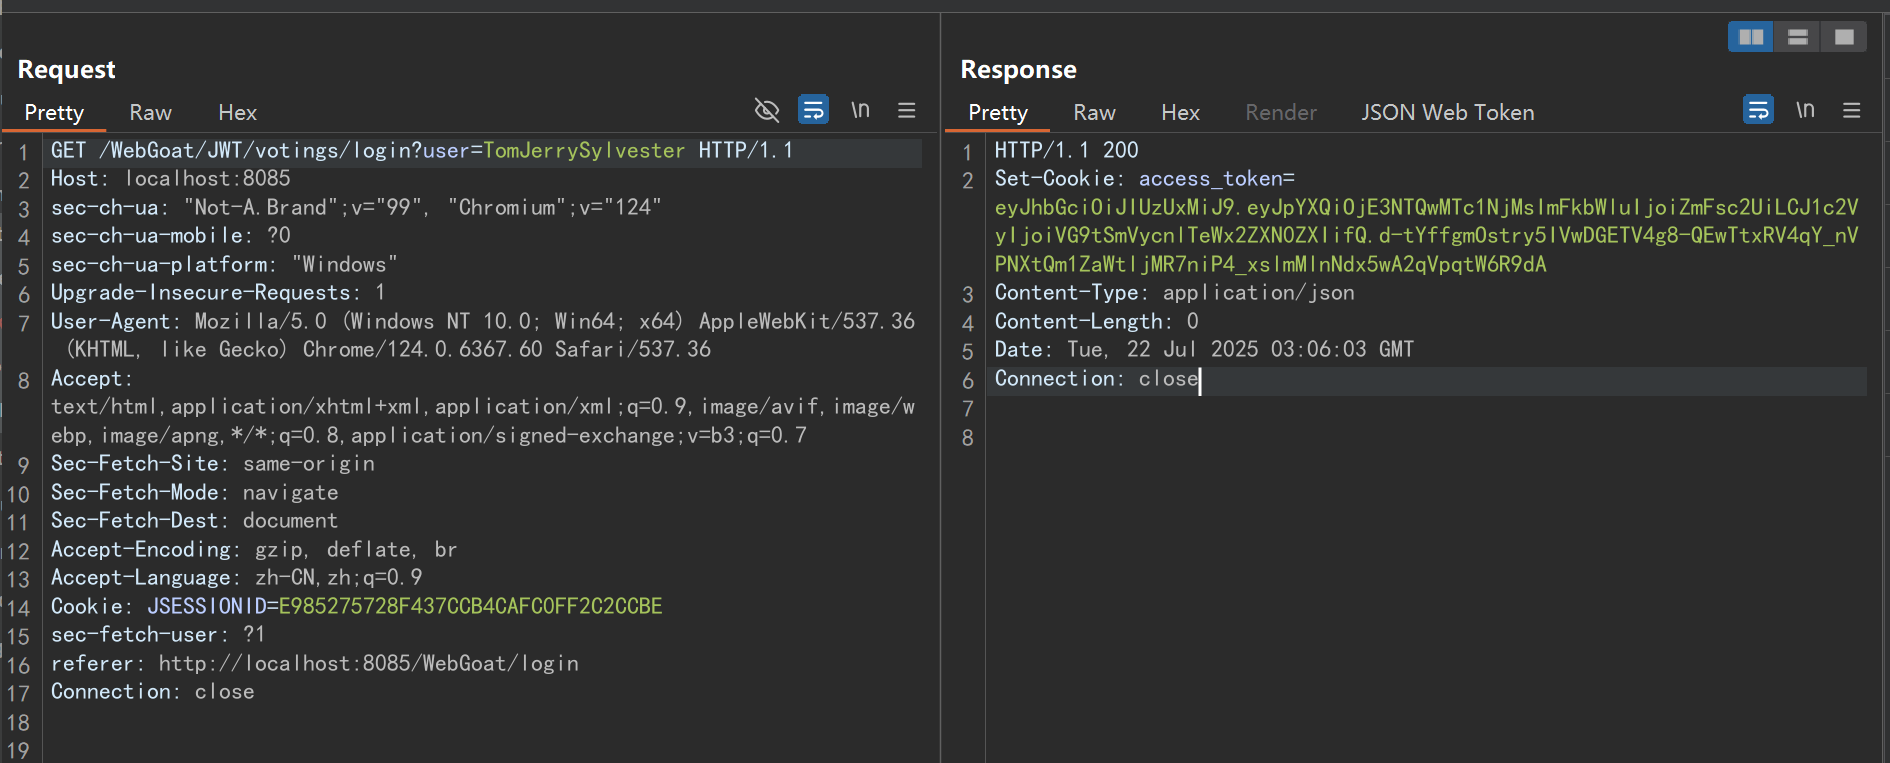 Request
Pretty Raw Hex \n
1 GET /WebGoat/JWT/votings/login?user=TomJerrySylvester HTTP/1.1
2 Host: localhost:8085
3 sec-ch-ua: "Not-A.Brand";v="99", "Chromium";v="124"
4 sec-ch-ua-mobile: ?0
5 sec-ch-ua-platform: "Windows"
6 Upgrade-Insecure-Requests: 1
7 User-Agent: Mozilla/5.0 (Windows NT 10.0; Win64; x64) AppleWebKit/537.36
(KHTML, like Gecko) Chrome/124.0.6367.60 Safari/537.36
8 Accept:
text/html,application/xhtml+xml,application/xml;q=0.9,image/avif,image/w
ebp,image/apng,*/*;q=0.8,application/signed-exchange;v=b3;q=0.7
9 Sec-Fetch-Site: same-origin
10 Sec-Fetch-Mode: navigate
11 Sec-Fetch-Dest: document
12 Accept-Encoding: gzip, deflate, br
13 Accept-Language: zh-CN,zh;q=0.9
14 Cookie: JSESSIONID=E985275728F437CCB4CAFC0FF2C2CCBE
15 sec-fetch-user: ?1
16 referer: http://localhost:8085/WebGoat/login
17 Connection: close
18
19
Response
Pretty Raw Hex Render JSON Web Token \n
1 HTTP/1.1 200
2 Set-Cookie: access_token=
eyJhbGciOiJIUzUxMiJ9.eyJpYXQiOjE3NTQwMTc1NjMsImFkbWluIjoiZmFsc2UiLCJ1c2V
yIjoiVG9tSmVycnlTeWx2ZXN0ZXIifQ.d-tYffgmOstry5IVwDGETV4g8-QEwTtxRV4qY_nV
PNXtQm1ZaWtljMR7niP4_xslmMlnNdx5wA2qVpqtW6R9dA
3 Content-Type: application/json
4 Content-Length: 0
5 Date: Tue, 22 Jul 2025 03:06:03 GMT
6 Connection: close
7
8